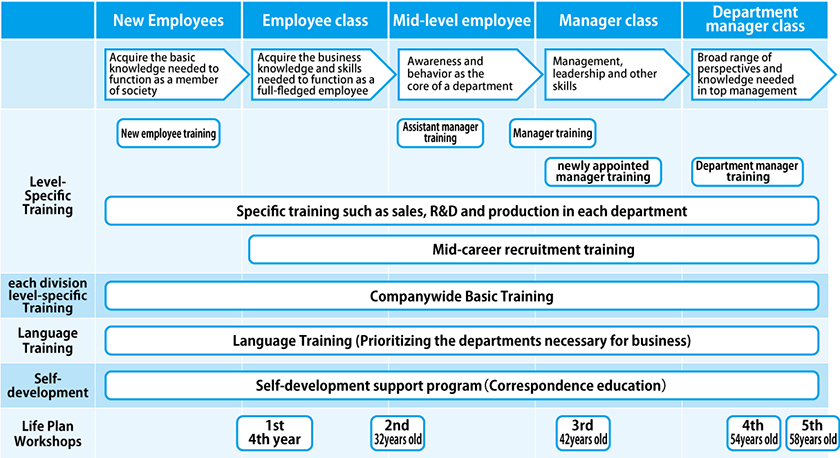 New Employees
Employee class
Mid-level employee
Manager class
Department
manager class
Acquire the basic
knowledge needed to
function as a member
of society
Acquire the business
knowledge and skills
needed to function as a
full-fledged employee
Awareness and
behavior as the
core of a department
Management,
leadership and other
skills
Broad range of
perspectives and
knowledge needed
in top management
Level-
Specific
Training
New employee training
Assistant manager
training
Manager training
newly appointed
manager training
Department manager
training
Specific training such as sales, R&D and production in each department
Mid-career recruitment training
each division
level-specific
Training
Companywide Basic Training
Language
Training
Language Training (Prioritizing the departments necessary for business)
Self-
development
Self-development support program (Correspondence education)
Life Plan
Workshops
1st
4th year
2nd
32years old
3rd
42years old
4th
54years old
5th
58years old